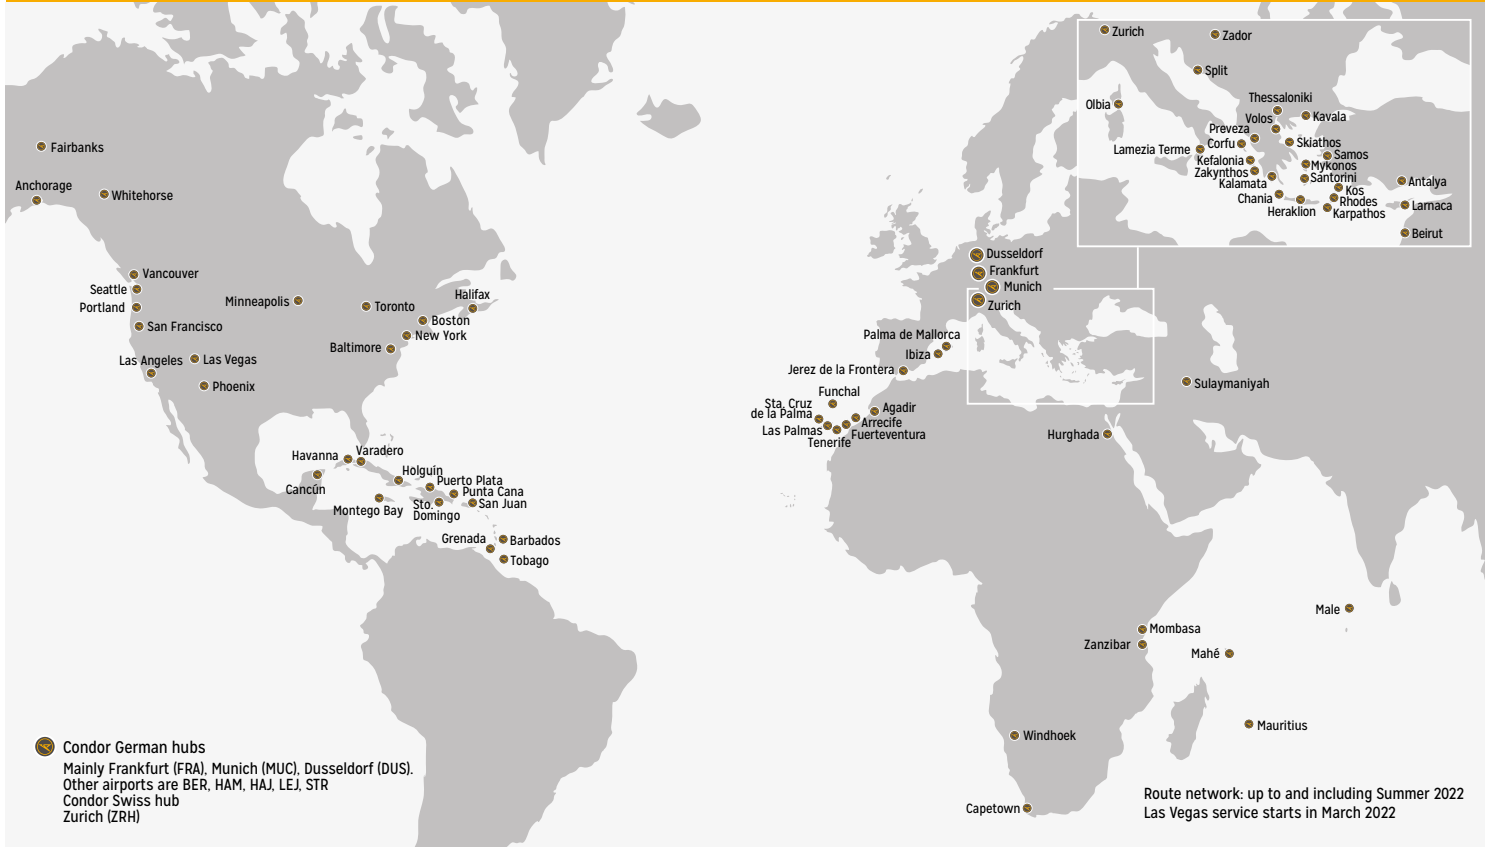 Zurich
Zador
Split
Olbia
Thessaloniki
Volos
Kavala
Preveza
Corfu
Skiathos
Lamezia Terme
Samos
Kefalonia
Mykonos
Zakynthos
Santorini
Kalamata
Kos
Antalya
Chania
Rhodes
Heraklion
Karpathos
Larnaca
Beirut
Fairbanks
Anchorage
Whitehorse
Vancouver
Seattle
Portland
San Francisco
Minneapolis
Toronto
Halifax
Boston
New York
Baltimore
Las Angeles
Las Vegas
Phoenix
Havanna
Varadero
Cancún
Holguín
Puerto Plata
Punta Cana
Montego Bay
Sto.
Domingo
San Juan
Grenada
Barbados
Tobago
Dusseldorf
Frankfurt
Munich
Zurich
Palma de Mallorca
Ibiza
Jerez de la Frontera
Funchal
Sta. Cruz
de la Palma
Agadir
Arrecife
Las Palmas
Fuerteventura
Tenerife
Sulaymaniyah
Hurghada
Male
Mombasa
Zanzibar
Mahé
Mauritius
Windhoek
Capetown
Condor German hubs
Mainly Frankfurt (FRA), Munich (MUC), Dusseldorf (DUS).
Other airports are BER, HAM, HAJ, LEJ, STR
Condor Swiss hub
Zurich (ZRH)
Route network: up to and including Summer 2022
Las Vegas service starts in March 2022